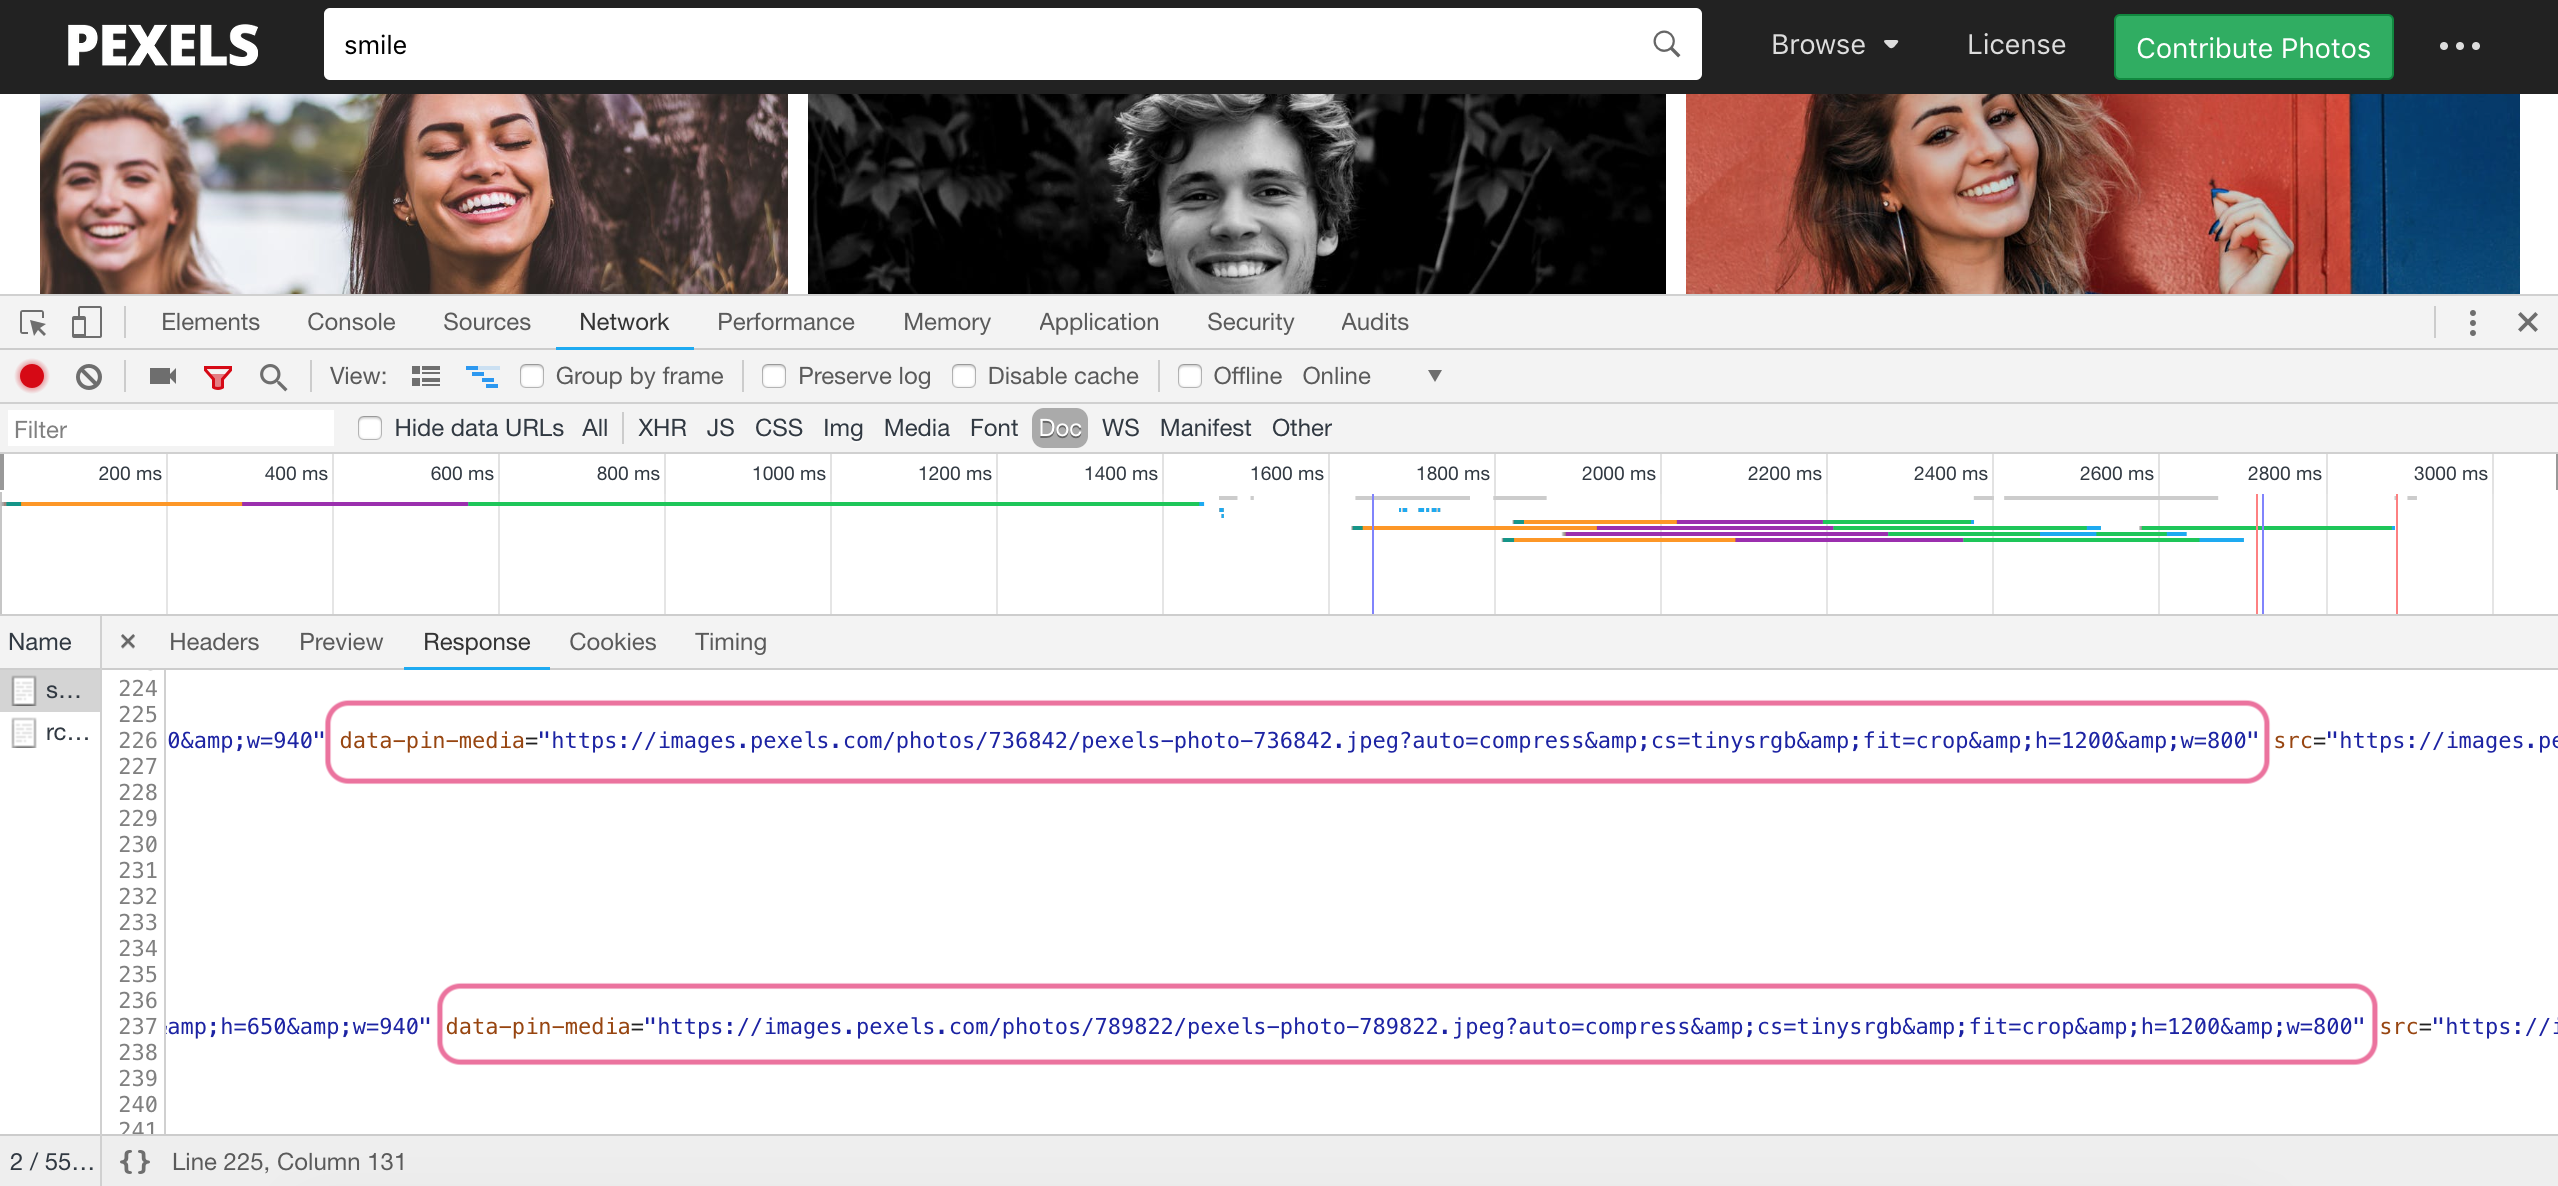 PEXELS smile Browse License Contribute Photos
Elements Console Sources Network Performance Memory Application Security Audits
View: Group by frame Preserve log Disable cache Offline Online
Filter Hide data URLs All XHR JS CSS Img Media Font Doc WS Manifest Other
200 ms 400 ms 600 ms 800 ms 1000 ms 1200 ms 1400 ms 1600 ms 1800 ms 2000 ms 2200 ms 2400 ms 2600 ms 2800 ms 3000 ms
Name × Headers Preview Response Cookies Timing
s...
rc...
224
225
226 0&amp;w=940" data-pin-media="https://images.pexels.com/photos/736842/pexels-photo-736842.jpeg?auto=compress&amp;cs=tinysrgb&amp;fit=crop&amp;h=1200&amp;w=800" src="https://images.pe
227
228
229
230
231
232
233
234
235
236
237 amp;h=650&amp;w=940" data-pin-media="https://images.pexels.com/photos/789822/pexels-photo-789822.jpeg?auto=compress&amp;cs=tinysrgb&amp;fit=crop&amp;h=1200&amp;w=800" src="https://i
238
239
240
241
2 / 55... {} Line 225, Column 131